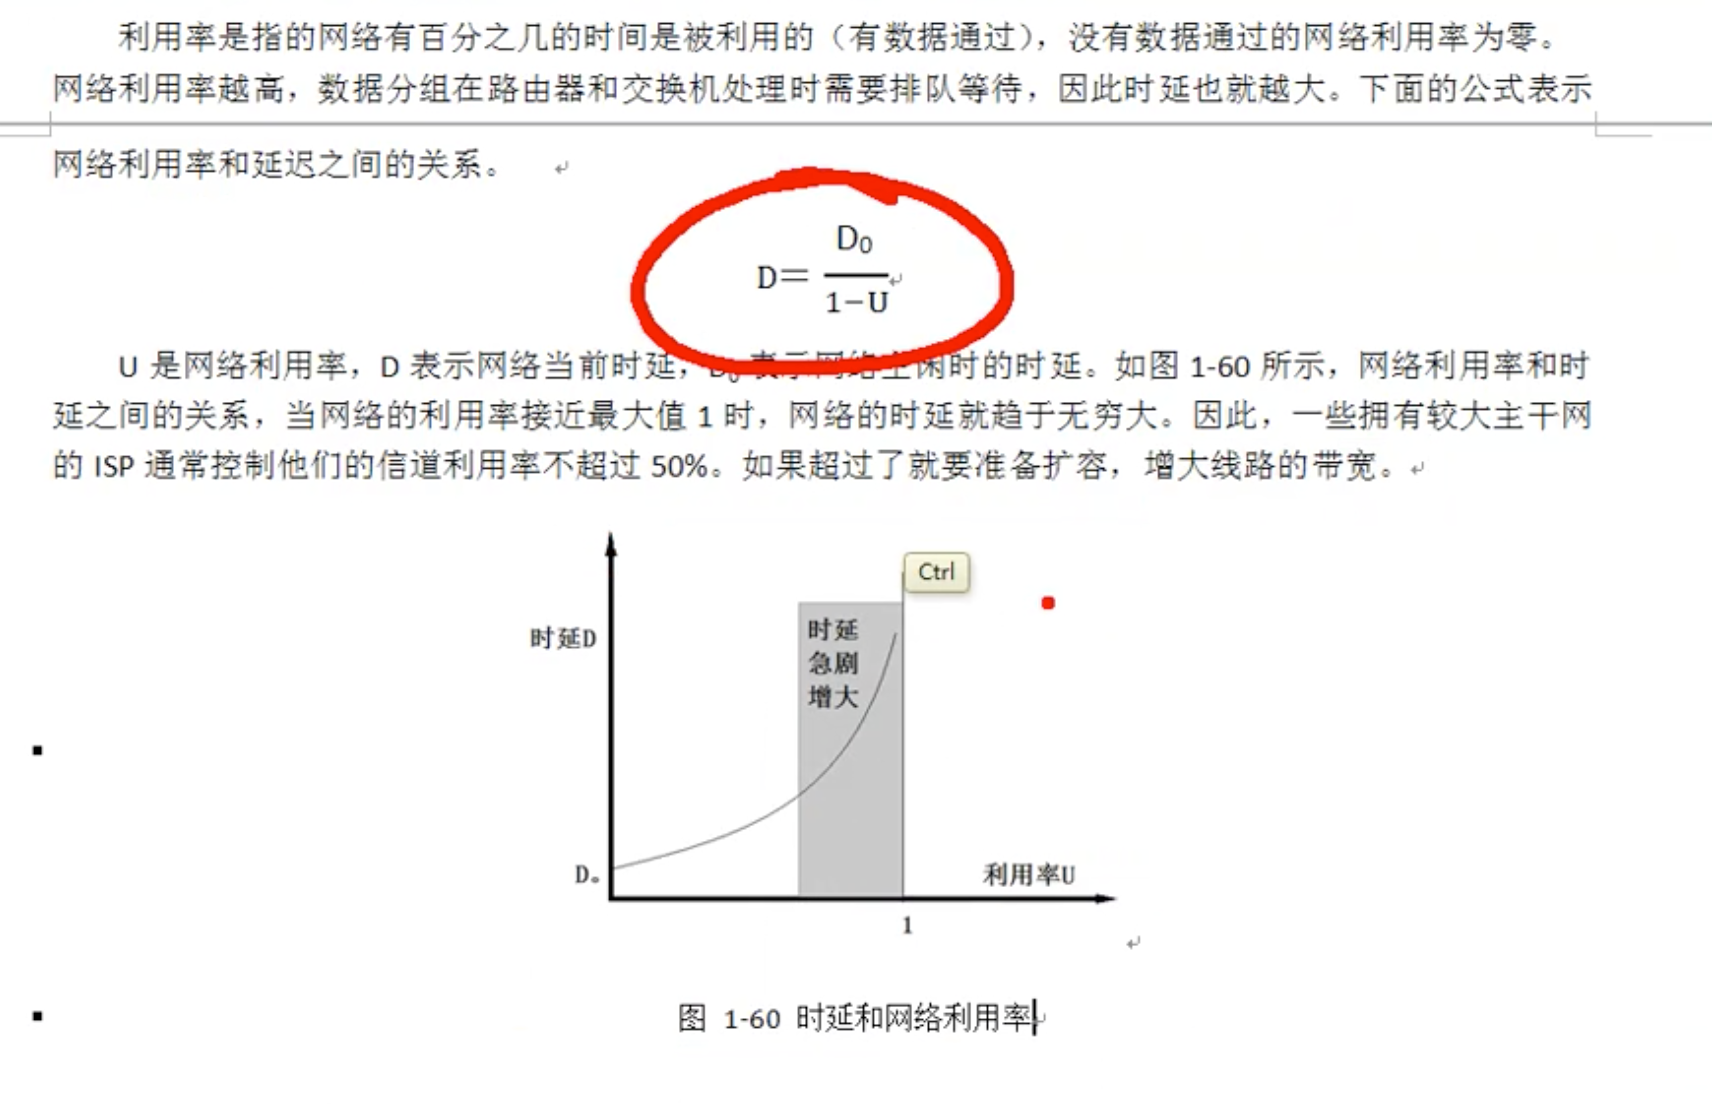 利用率是指的网络有百分之几的时间是被利用的（有数据通过），没有数据通过的网络利用率为零。
网络利用率越高，数据分组在路由器和交换机处理时需要排队等待，因此时延也就越大。下面的公式表示
网络利用率和延迟之间的关系。
D＝ D₀
1−U
U 是网络利用率，D 表示网络当前时延，D₀ 表示网络空闲时的时延。如图 1-60 所示，网络利用率和时
延之间的关系，当网络的利用率接近最大值 1 时，网络的时延就趋于无穷大。因此，一些拥有较大主干网
的 ISP 通常控制他们的信道利用率不超过 50%。如果超过了就要准备扩容，增大线路的带宽。
Ctrl
时延D
时延
急剧
增大
D。
利用率U
1
图 1-60 时延和网络利用率